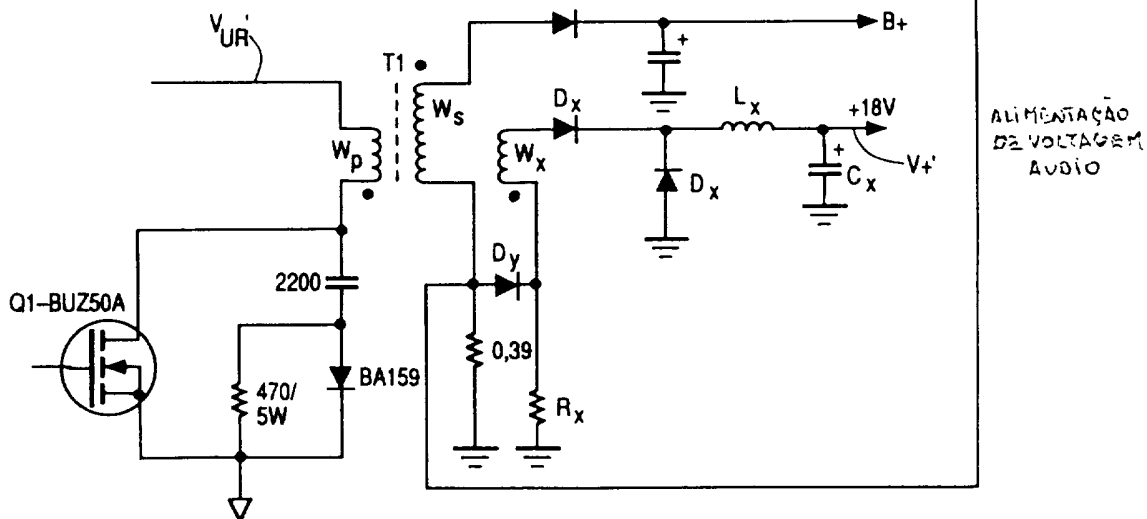 V_UR'
T1
B+
W_s
W_p
W_x
D_x
L_x
+18V
V+'
C_x
D_x
ALIMENTAÇÃO
DE VOLTAGEM
AUDIO
2200
D_y
Q1-BUZ50A
470/
5W
BA159
0,39
R_x
+
+